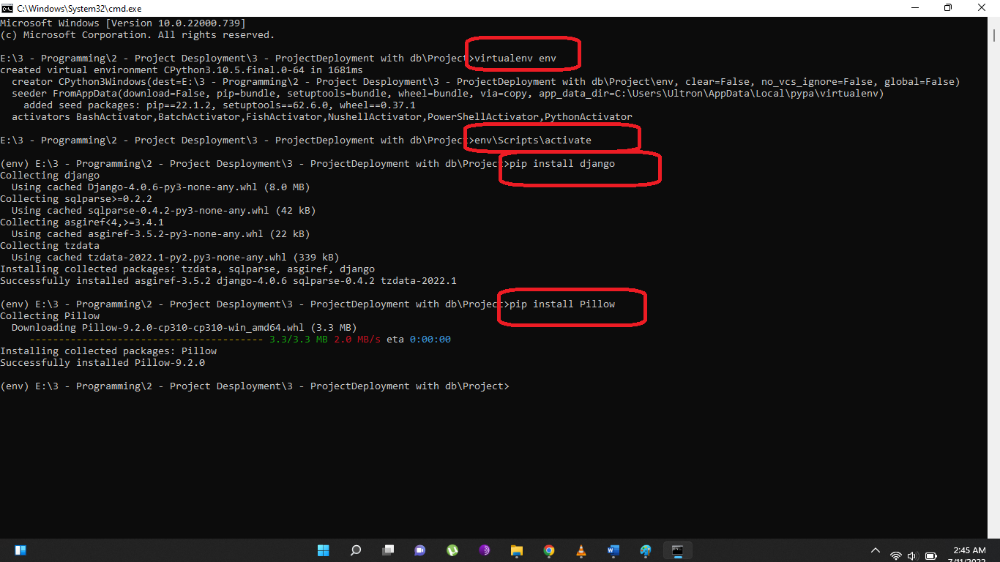 C:\Windows\System32\cmd.exe
Microsoft Windows [Version 10.0.22000.739]
(c) Microsoft Corporation. All rights reserved.
E:\3 - Programming\2 - Project Desployment\3 - ProjectDeployment with db\Project>virtualenv env
created virtual environment CPython3.10.5.final.0-64 in 1681ms
creator CPython3Windows(dest=E:\3 - Programming\2 - Project Desployment\3 - ProjectDeployment with db\Project\env, clear=False, no_vcs_ignore=False, global=False)
seeder FromAppData(download=False, pip=bundle, setuptools=bundle, wheel=bundle, via=copy, app_data_dir=C:\Users\Ultron\AppData\Local\pypa\virtualenv)
added seed packages: pip==22.1.2, setuptools==62.6.0, wheel==0.37.1
activators BashActivator,BatchActivator,FishActivator,NushellActivator,PowerShellActivator,PythonActivator
E:\3 - Programming\2 - Project Desployment\3 - ProjectDeployment with db\Project>env\Scripts\activate
(env) E:\3 - Programming\2 - Project Desployment\3 - ProjectDeployment with db\Project>pip install django
Collecting django
Using cached Django-4.0.6-py3-none-any.whl (8.0 MB)
Collecting sqlparse>=0.2.2
Using cached sqlparse-0.4.2-py3-none-any.whl (42 kB)
Collecting asgiref<4,>=3.4.1
Using cached asgiref-3.5.2-py3-none-any.whl (22 kB)
Collecting tzdata
Using cached tzdata-2022.1-py2.py3-none-any.whl (339 kB)
Installing collected packages: tzdata, sqlparse, asgiref, django
Successfully installed asgiref-3.5.2 django-4.0.6 sqlparse-0.4.2 tzdata-2022.1
(env) E:\3 - Programming\2 - Project Desployment\3 - ProjectDeployment with db\Project>pip install Pillow
Collecting Pillow
Downloading Pillow-9.2.0-cp310-cp310-win_amd64.whl (3.3 MB)
---------------------------------------- 3.3/3.3 MB 2.0 MB/s eta 0:00:00
Installing collected packages: Pillow
Successfully installed Pillow-9.2.0
(env) E:\3 - Programming\2 - Project Desployment\3 - ProjectDeployment with db\Project>
2:45 AM
7/11/2022